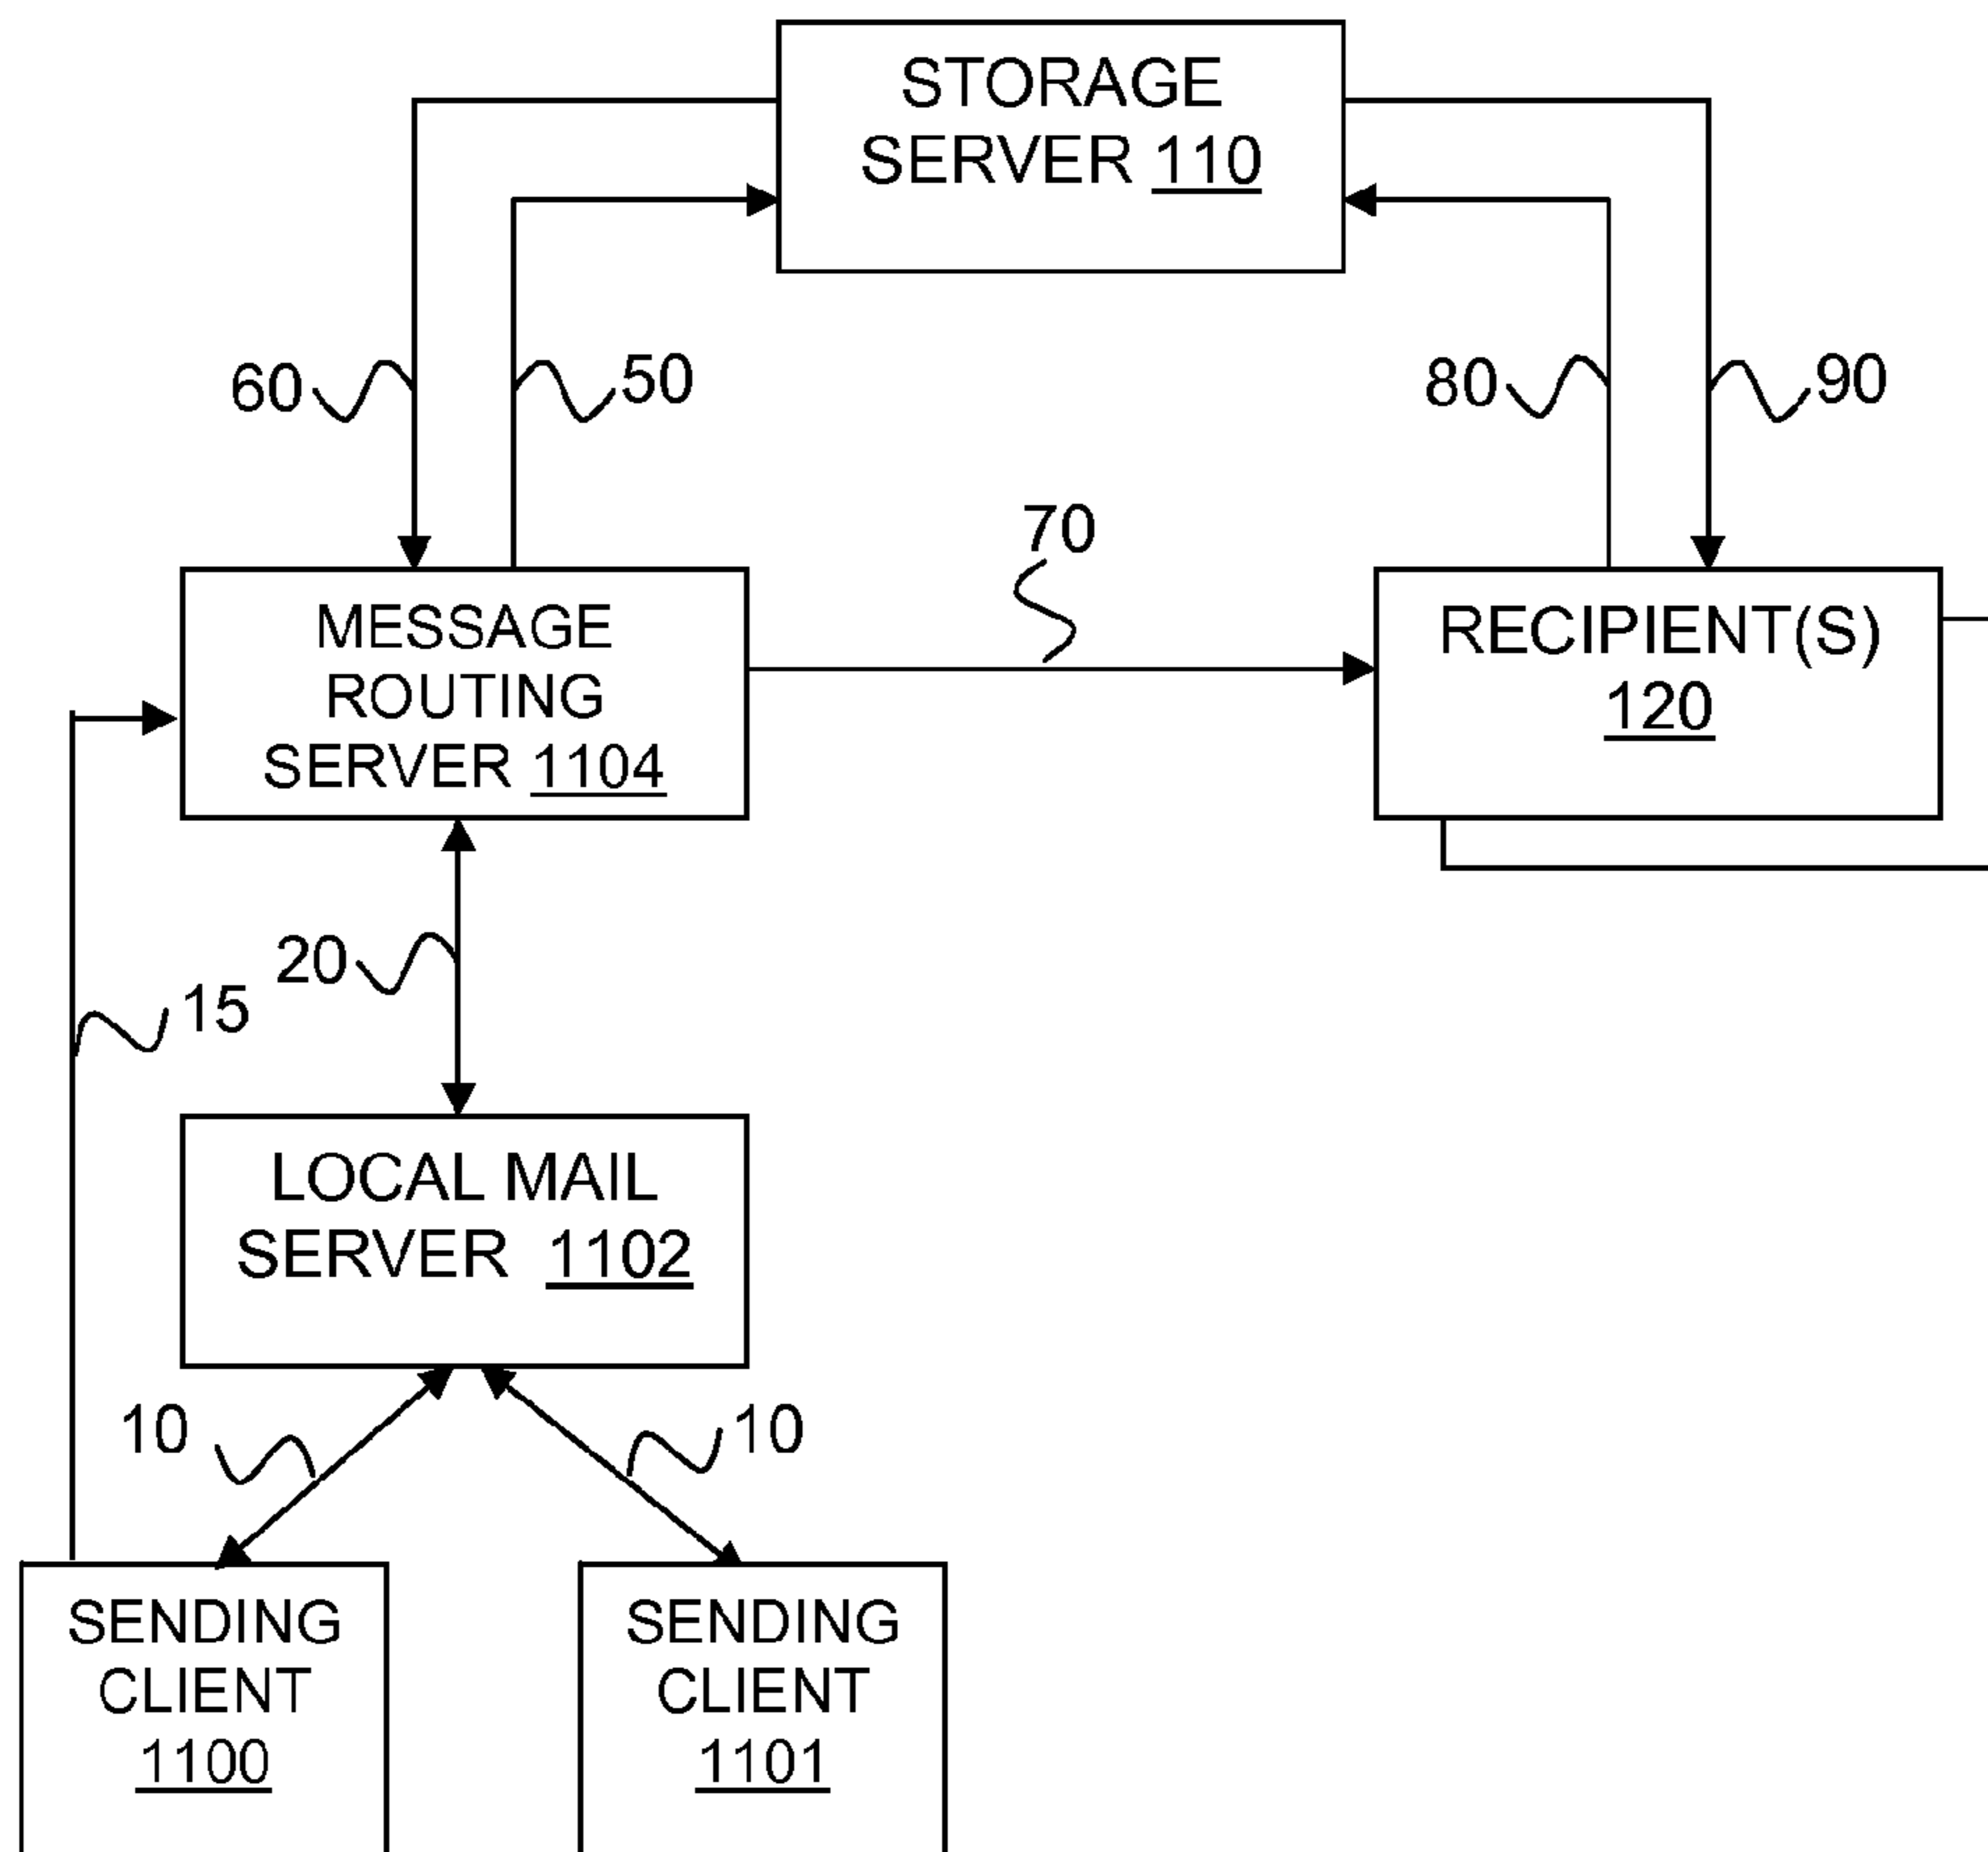 STORAGE
SERVER 110
60
50
80
90
70
MESSAGE
ROUTING
SERVER 1104
RECIPIENT(S)
120
20
15
LOCAL MAIL
SERVER 1102
10
10
SENDING
CLIENT
1100
SENDING
CLIENT
1101